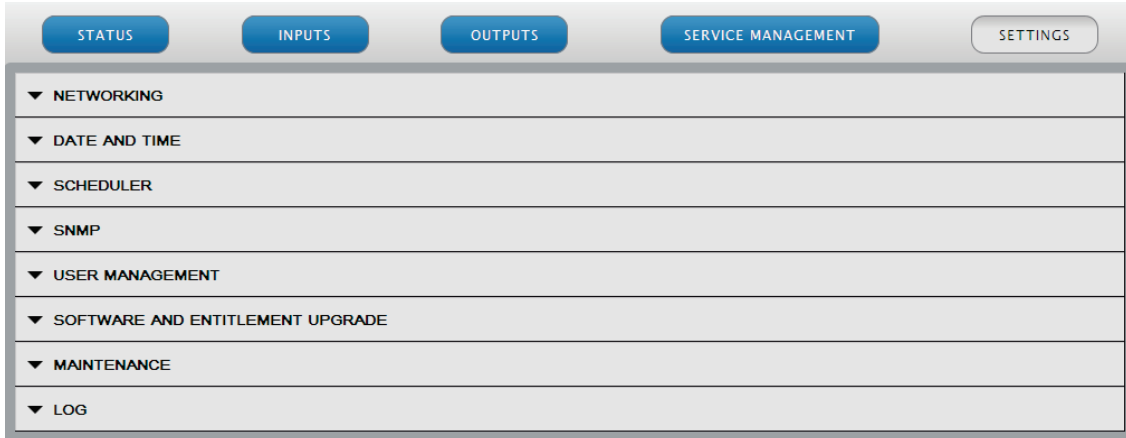 STATUS INPUTS OUTPUTS SERVICE MANAGEMENT SETTINGS
NETWORKING
DATE AND TIME
SCHEDULER
SNMP
USER MANAGEMENT
SOFTWARE AND ENTITLEMENT UPGRADE
MAINTENANCE
LOG